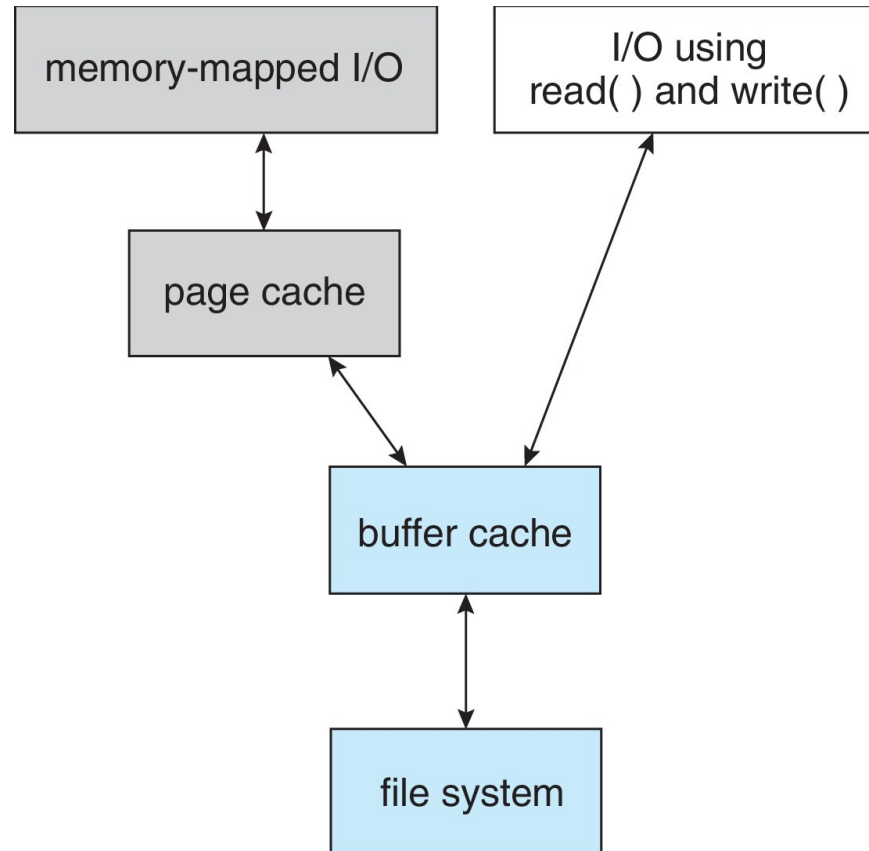 memory-mapped I/O
I/O using
read( ) and write( )
page cache
buffer cache
file system